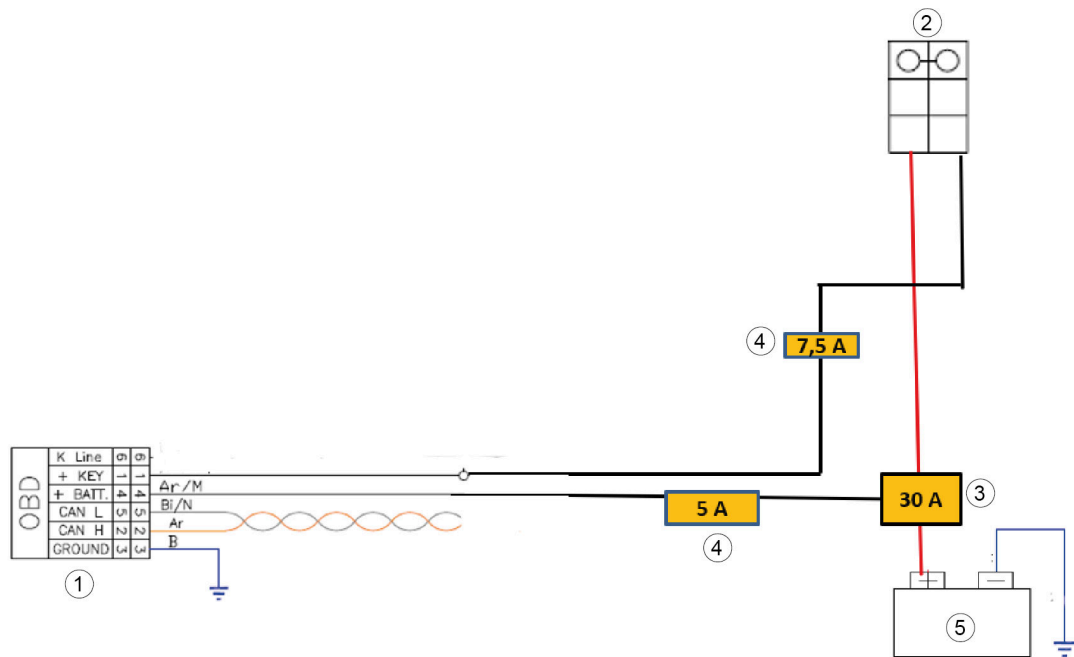 2
7,5 A
4
OBD
K Line 6 6
+ KEY 1 1
+ BATT. 4 4
CAN L 5 5
CAN H 2 2
GROUND 3 3
Ar/M
Bi/N
Ar
B
1
5 A
4
30 A
3
+ −
5